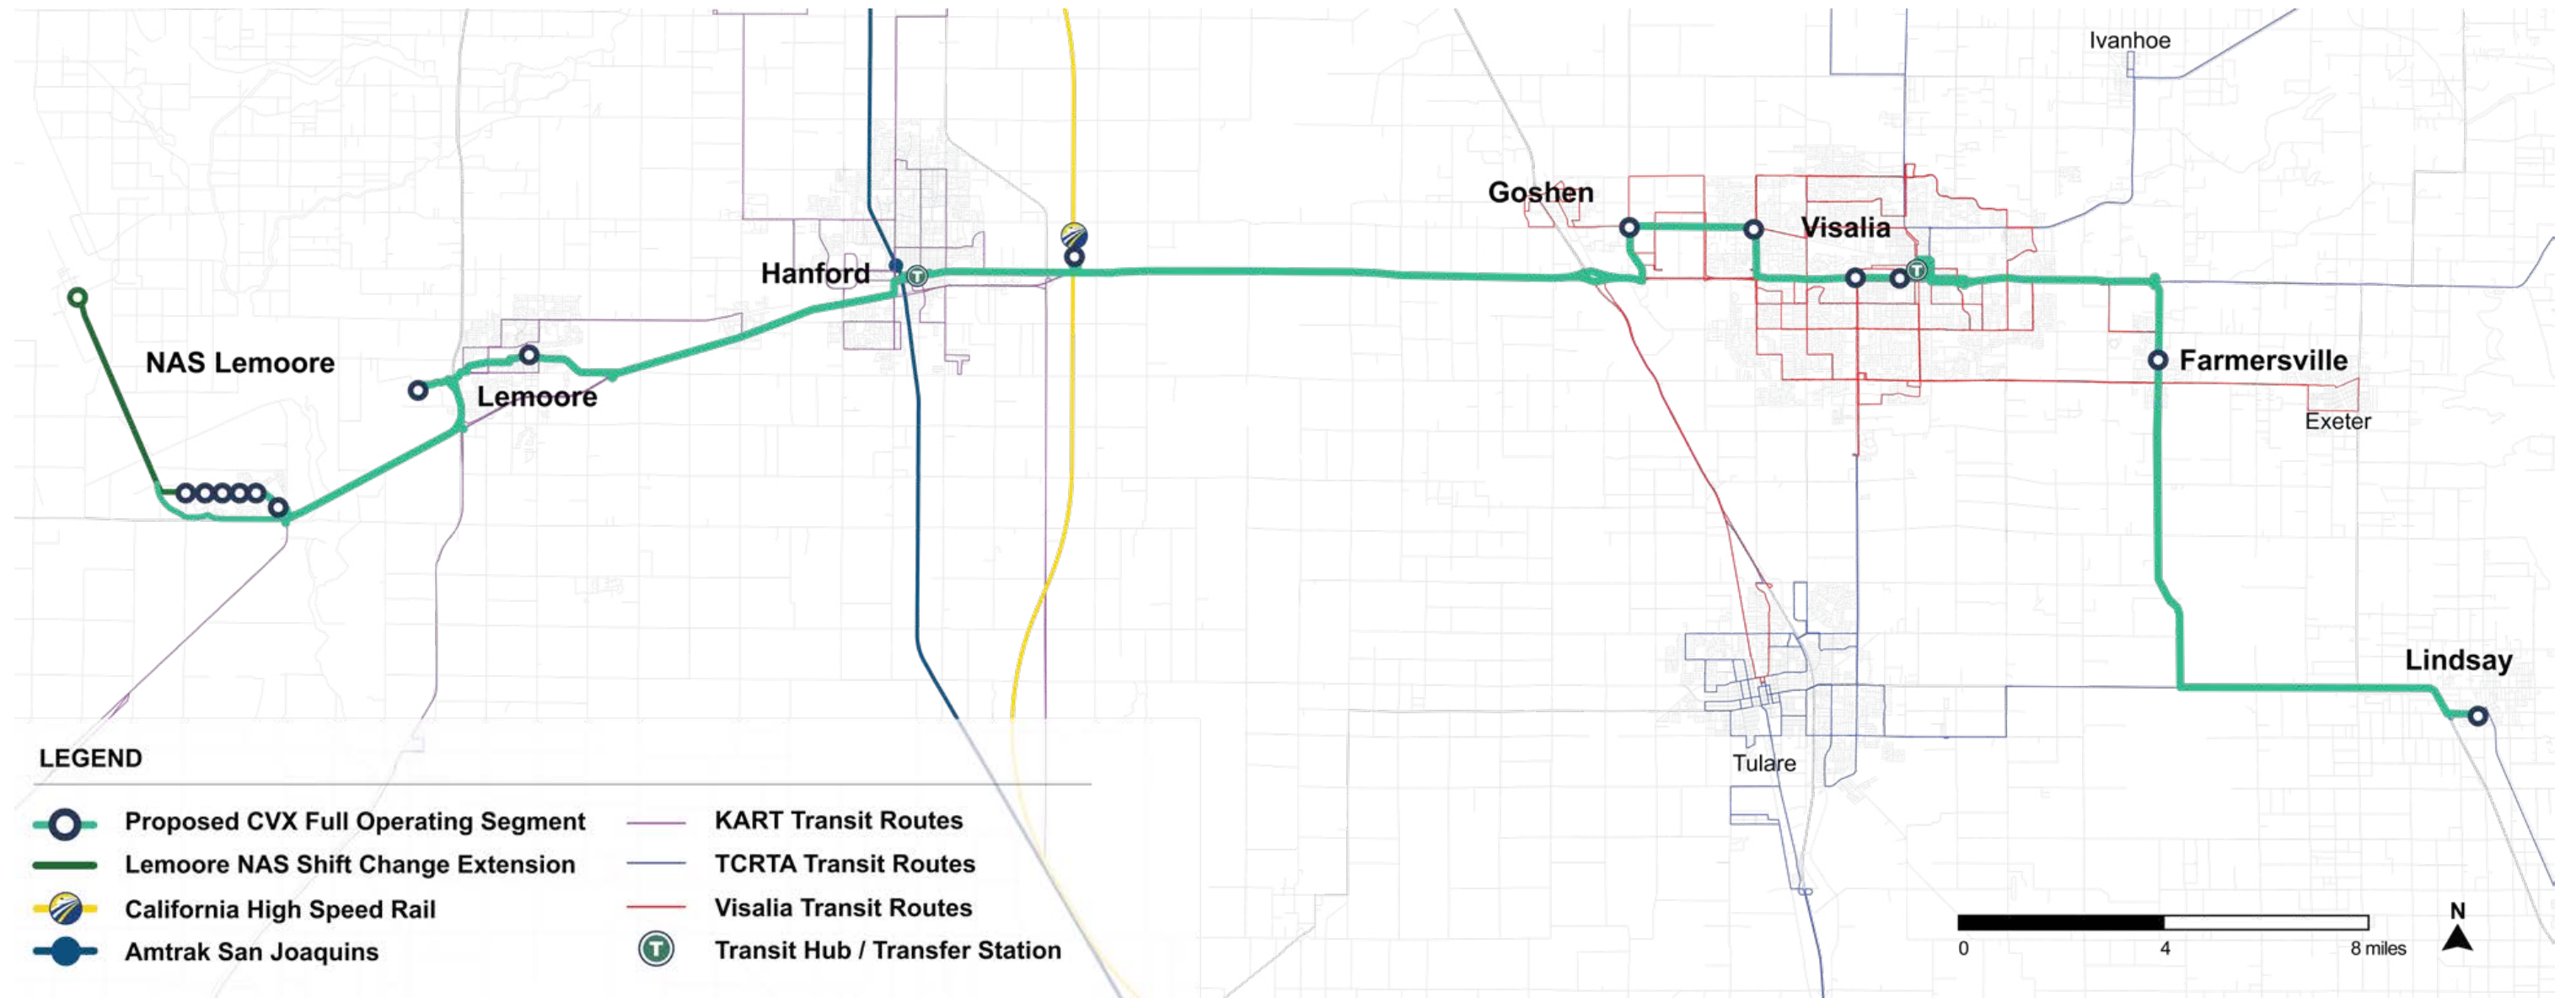 Ivanhoe
Goshen
Visalia
Hanford
T
T
NAS Lemoore
Lemoore
Farmersville
Exeter
Lindsay
Tulare
LEGEND
Proposed CVX Full Operating Segment
Lemoore NAS Shift Change Extension
California High Speed Rail
Amtrak San Joaquins
KART Transit Routes
TCRTA Transit Routes
Visalia Transit Routes
T Transit Hub / Transfer Station
0 4 8 miles
N